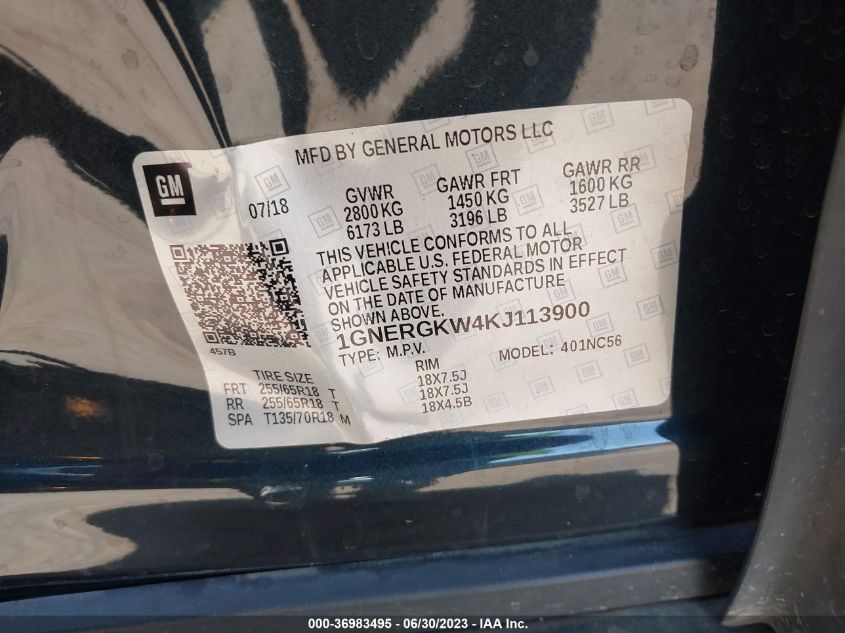 MFD BY GENERAL MOTORS LLC
GM
07/18
GVWR
2800 KG
6173 LB
GAWR FRT
1450 KG
3196 LB
GAWR RR
1600 KG
3527 LB
THIS VEHICLE CONFORMS TO ALL
APPLICABLE U.S. FEDERAL MOTOR
VEHICLE SAFETY STANDARDS IN EFFECT
ON THE DATE OF MANUFACTURE
SHOWN ABOVE.
1GNERGKW4KJ113900
TYPE: M.P.V.
MODEL: 401NC56
457B
TIRE SIZE
RIM
FRT 255/65R18 T 18X7.5J
RR 255/65R18 T 18X7.5J
SPA T135/70R18 M 18X4.5B
000-36983495 - 06/30/2023 - IAA Inc.